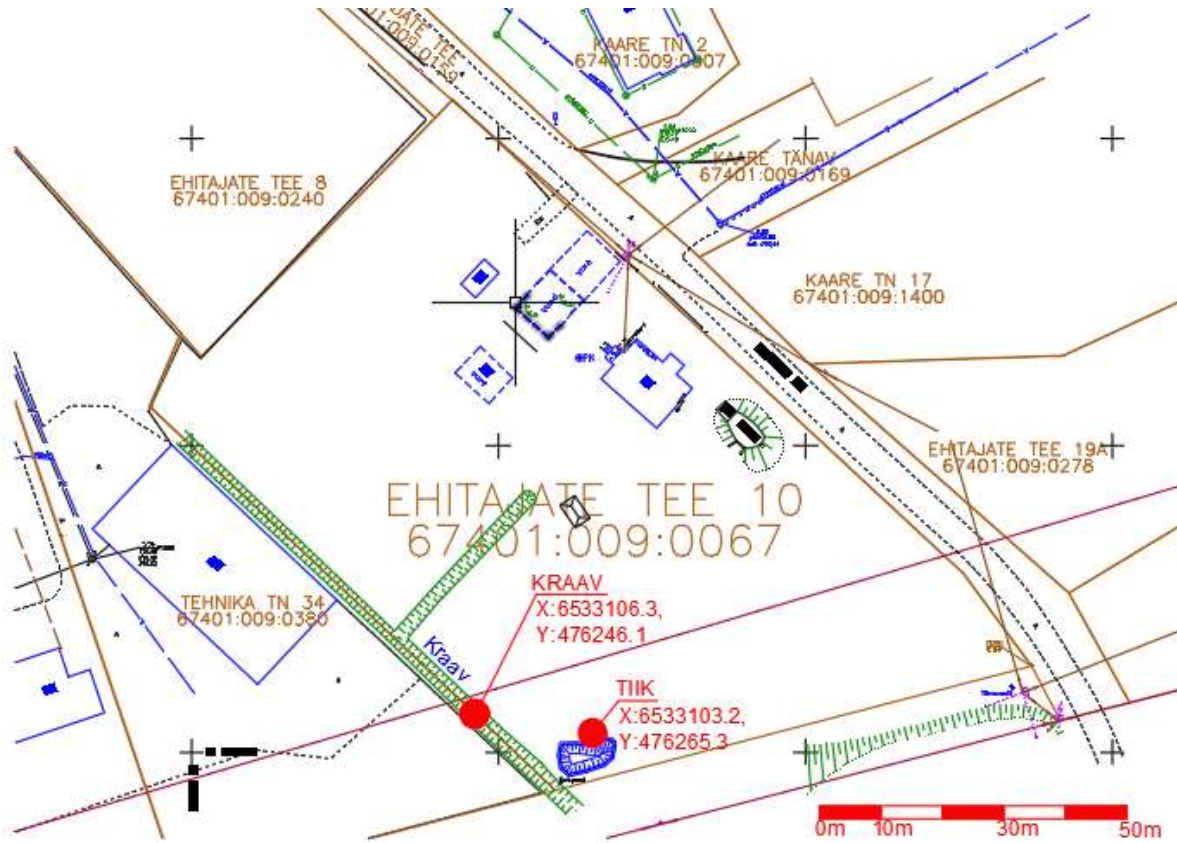 67401:009:0159
KAARE TN 2
67401:009:0307
KAARE TÄNAV
67401:009:0169
EHITAJATE TEE 8
67401:009:0240
KAARE TN 17
67401:009:1400
EHITAJATE TEE 19A
67401:009:0278
EHITAJATE TEE 10
67401:009:0067
TEHNIKA TN 34
67401:009:0380
KRAAV
X:6533106.3,
Y:476246.1
Kraav
TIIK
X:6533103.2,
Y:476265.3
0m 10m 30m 50m